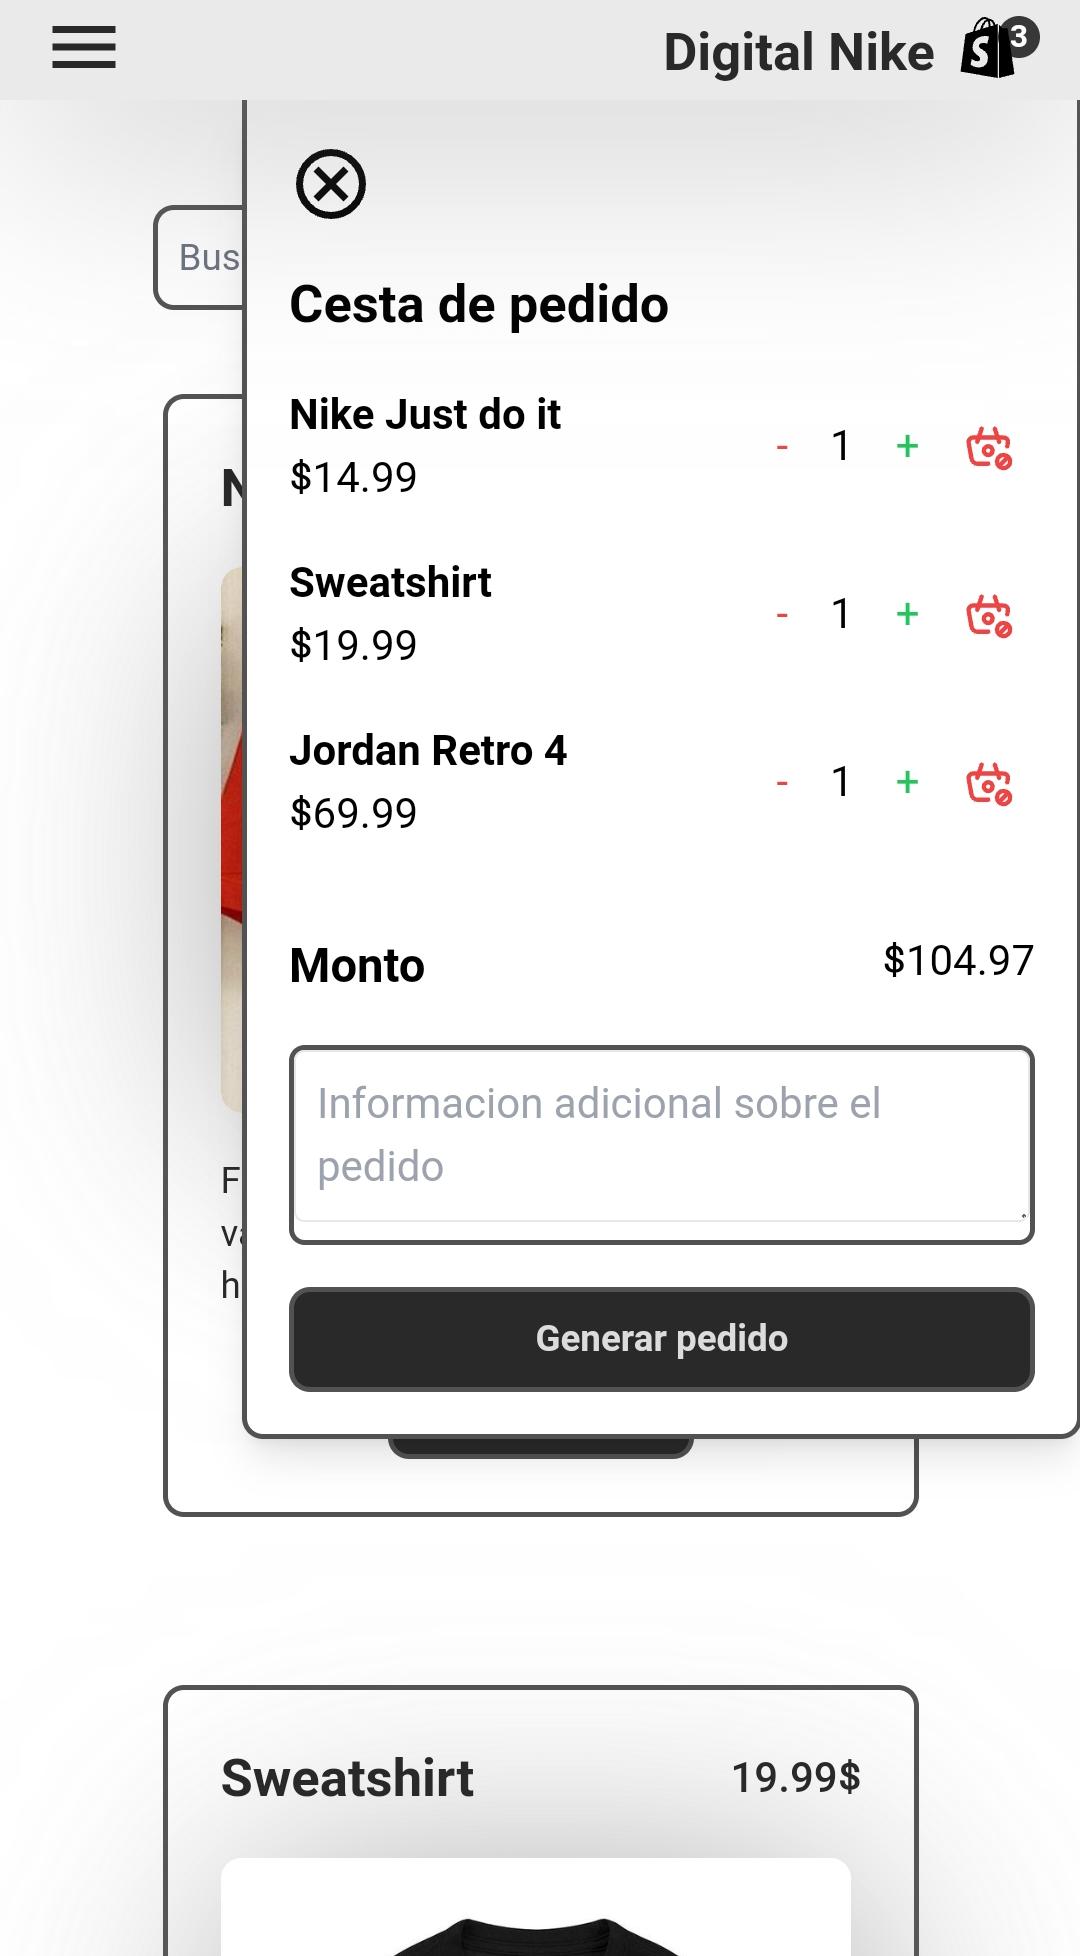 Digital Nike
3
Bus
Cesta de pedido
Nike Just do it
$14.99
- 1 +
Sweatshirt
$19.99
- 1 +
Jordan Retro 4
$69.99
- 1 +
Monto
$104.97
Informacion adicional sobre el
pedido
Generar pedido
Sweatshirt
19.99$